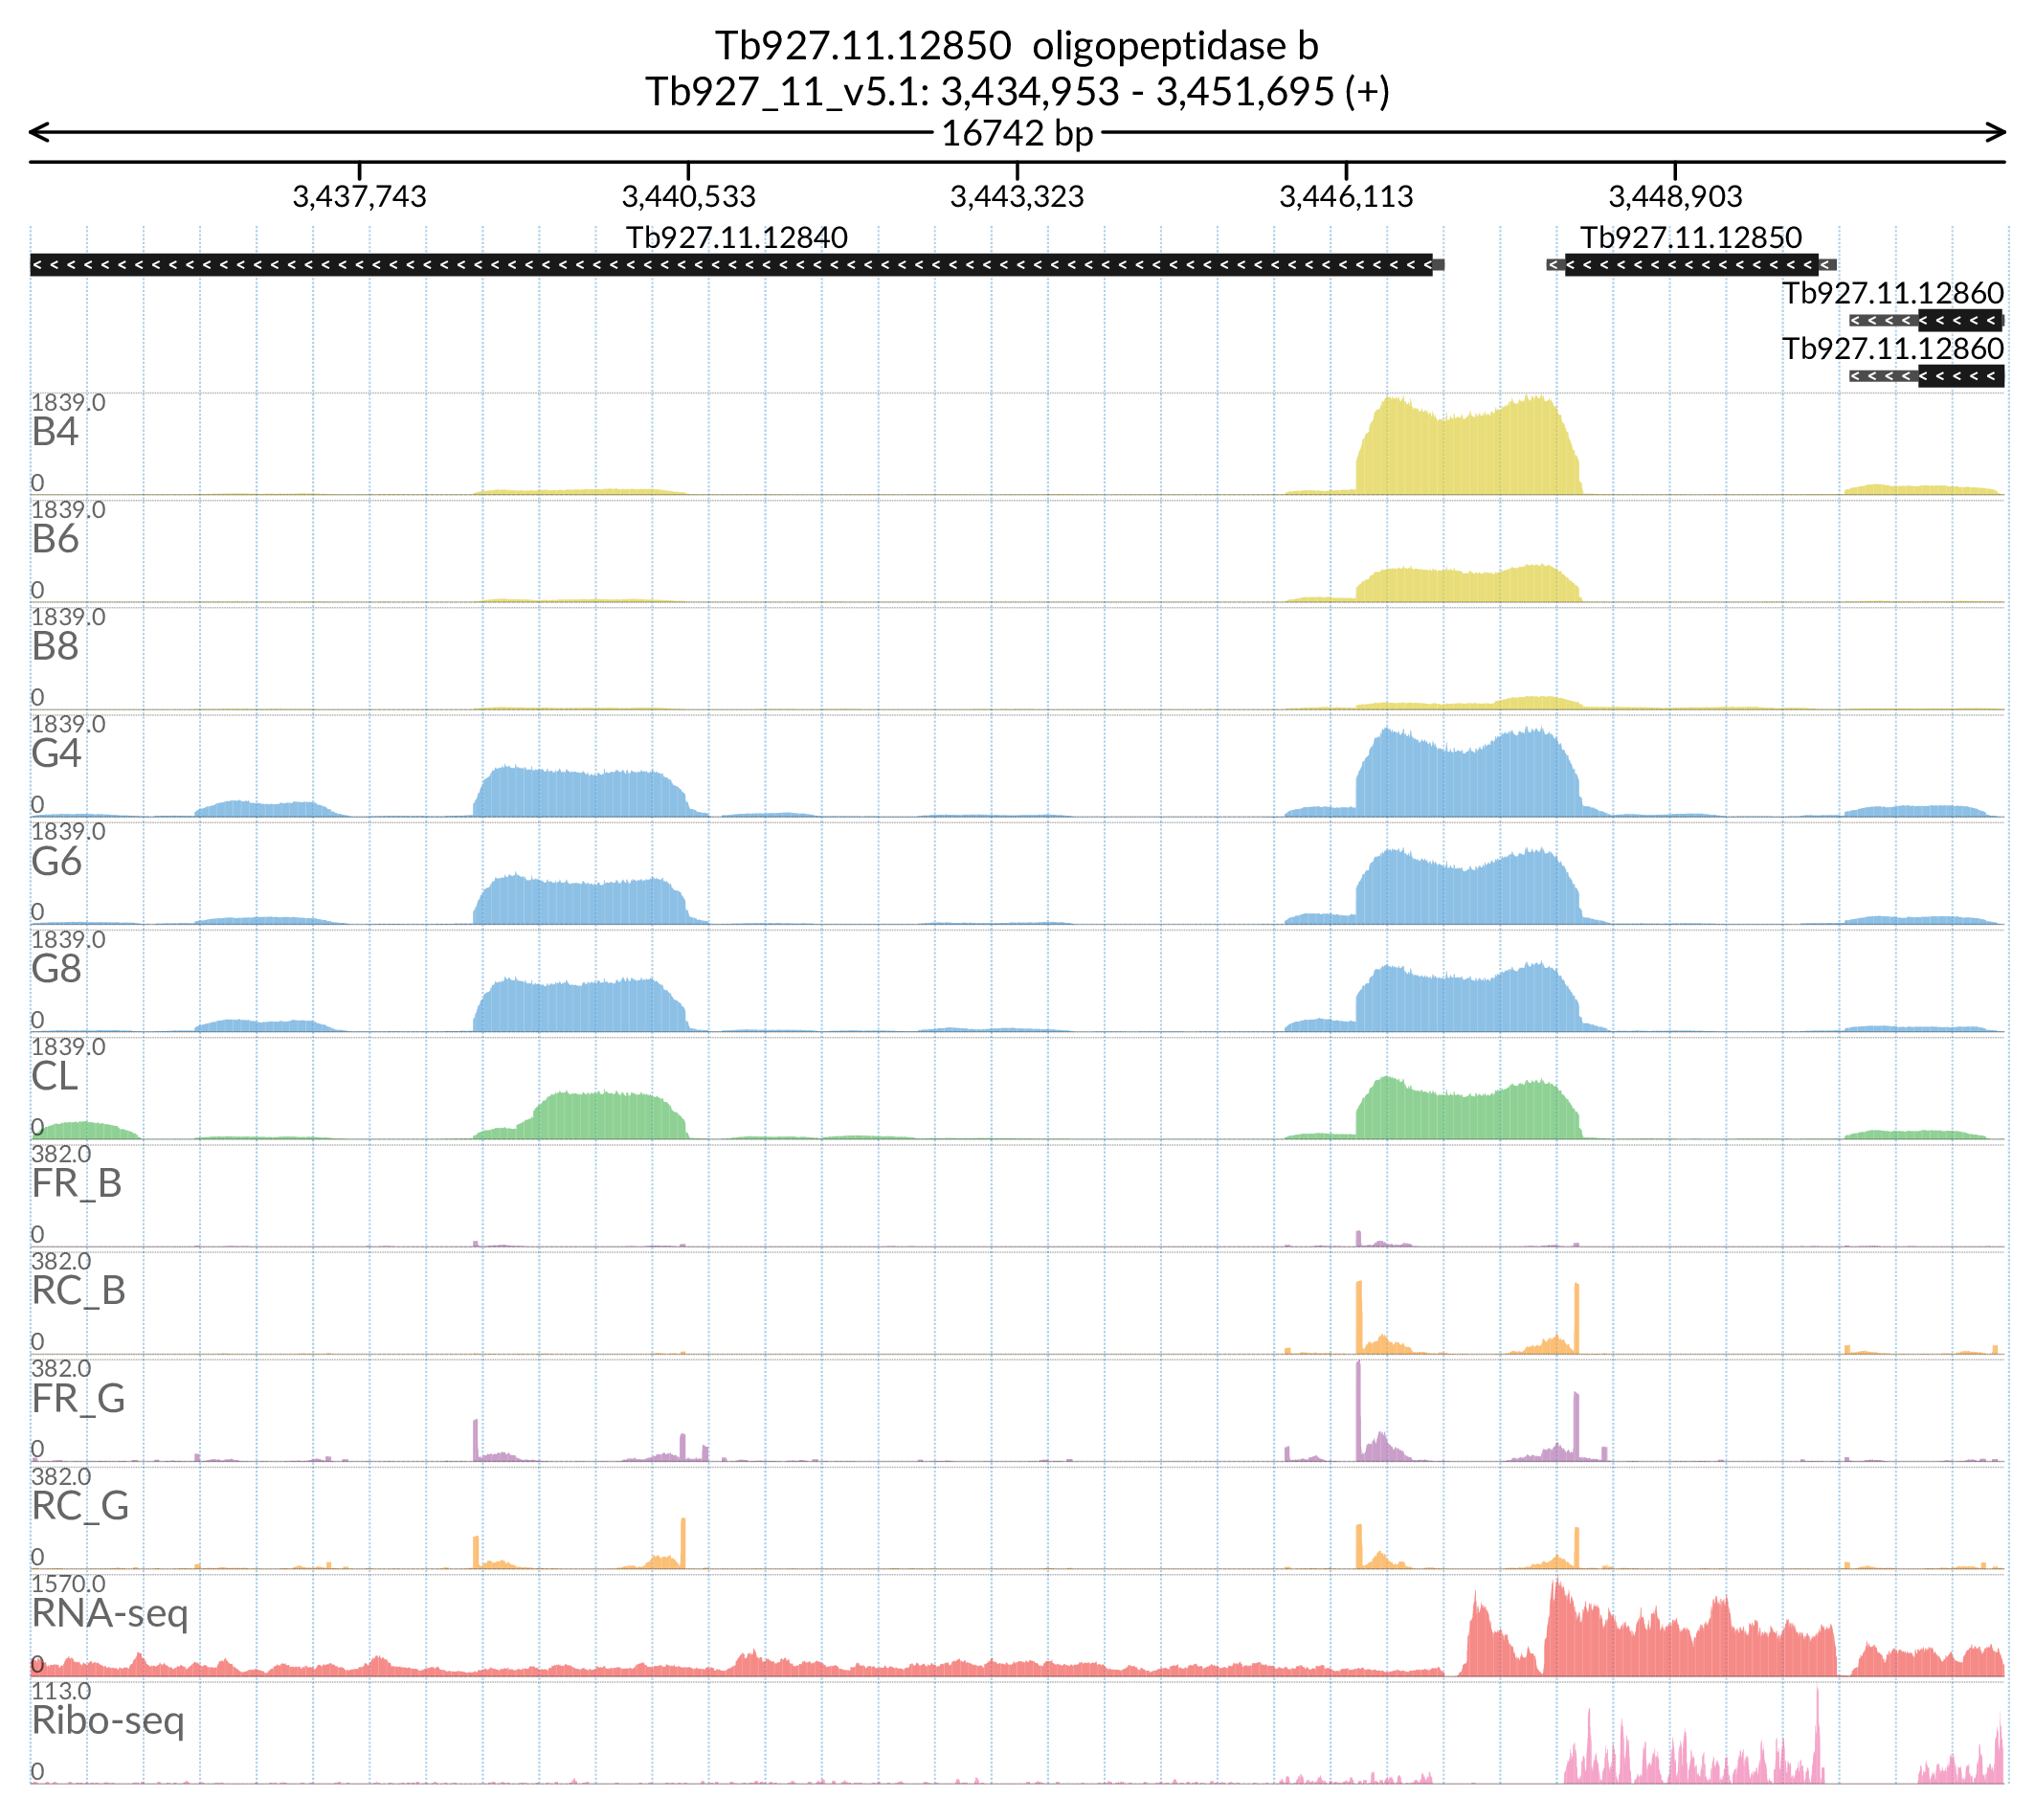 Tb927.11.12850 oligopeptidase b
Tb927_11_v5.1: 3,434,953 - 3,451,695 (+)
16742 bp
3,437,743 3,440,533 3,443,323 3,446,113 3,448,903
Tb927.11.12840 Tb927.11.12850
Tb927.11.12860
Tb927.11.12860
1839.0
B4
0
1839.0
B6
0
1839.0
B8
0
1839.0
G4
0
1839.0
G6
0
1839.0
G8
0
1839.0
CL
0
382.0
FR_B
0
382.0
RC_B
0
382.0
FR_G
0
382.0
RC_G
0
1570.0
RNA-seq
0
113.0
Ribo-seq
0